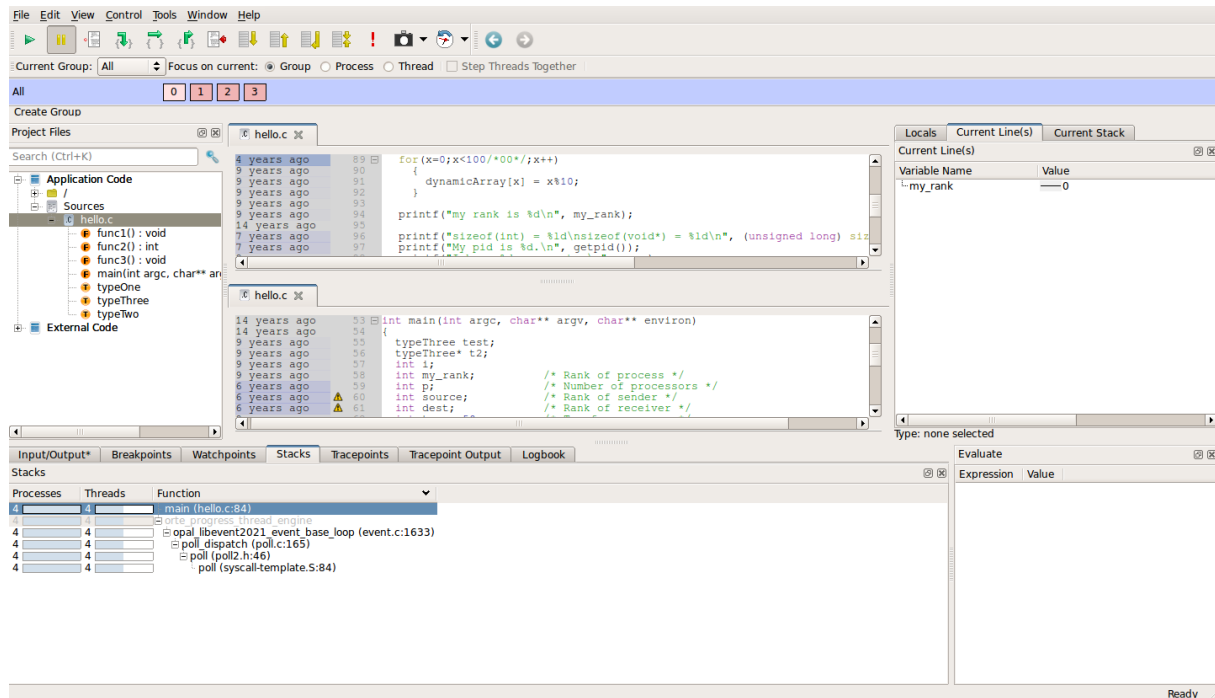 File Edit View Control Tools Window Help
Current Group: All Focus on current: Group Process Thread Step Threads Together
All 0 1 2 3
Create Group
Project Files
Search (Ctrl+K)
Application Code
/
Sources
hello.c
func1() : void
func2() : int
func3() : void
main(int argc, char** ar
typeOne
typeThree
typeTwo
External Code
hello.c
4 years ago 89 for(x=0;x<100/*00*/;x++)
9 years ago 90 {
9 years ago 91 dynamicArray[x] = x%10;
9 years ago 92 }
9 years ago 93
9 years ago 94 printf("my rank is %d\n", my_rank);
14 years ago 95
7 years ago 96 printf("sizeof(int) = %ld\nsizeof(void*) = %ld\n", (unsigned long) siz
7 years ago 97 printf("My pid is %d.\n", getpid());
hello.c
14 years ago 53 int main(int argc, char** argv, char** environ)
14 years ago 54 {
9 years ago 55 typeThree test;
9 years ago 56 typeThree* t2;
9 years ago 57 int i;
9 years ago 58 int my_rank; /* Rank of process */
6 years ago 59 int p; /* Number of processors */
6 years ago 60 int source; /* Rank of sender */
6 years ago 61 int dest; /* Rank of receiver */
Locals Current Line(s) Current Stack
Current Line(s)
Variable Name Value
my_rank 0
Type: none selected
Input/Output* Breakpoints Watchpoints Stacks Tracepoints Tracepoint Output Logbook
Stacks
Processes Threads Function
4 4 main (hello.c:84)
4 4 orte_progress_thread_engine
4 4 opal_libevent2021_event_base_loop (event.c:1633)
4 4 poll_dispatch (poll.c:165)
4 4 poll (poll2.h:46)
4 4 poll (syscall-template.S:84)
Evaluate
Expression Value
Ready